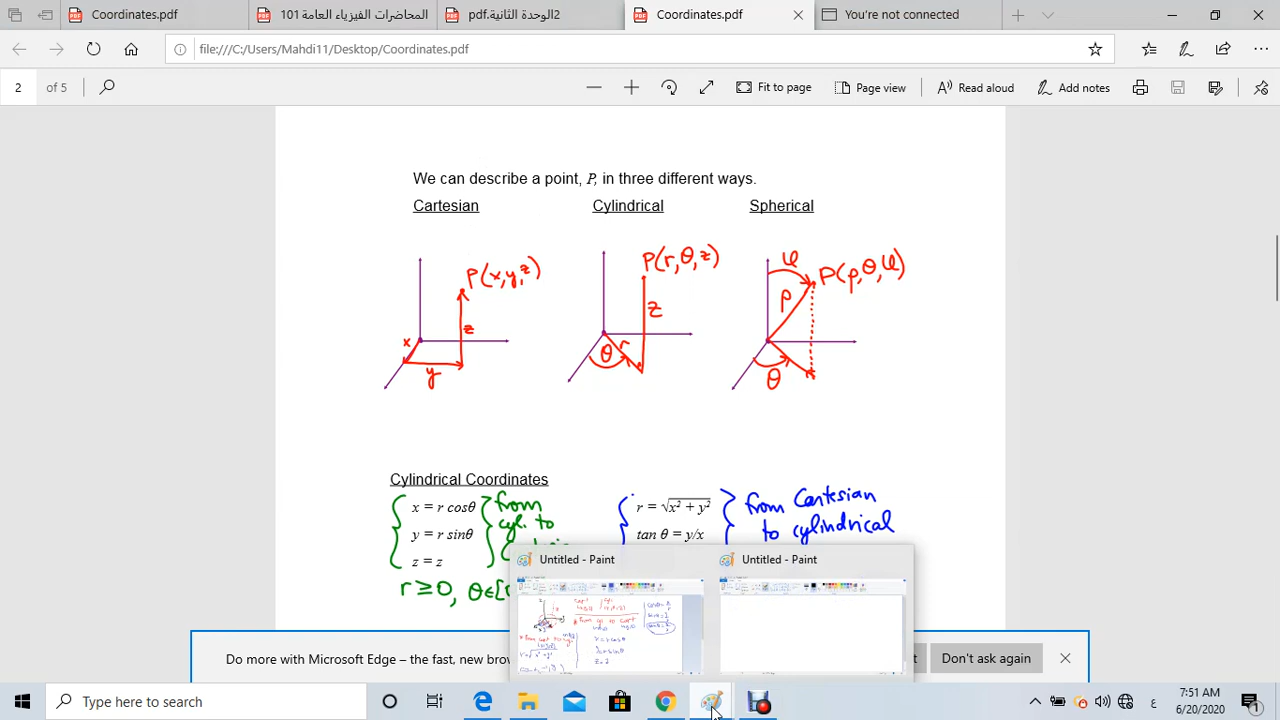 Coordinates.pdf
المحاضرات الفيزياء العامة 101
الوحدة الثانية2.pdf
Coordinates.pdf
You're not connected
file:///C:/Users/Mahdi11/Desktop/Coordinates.pdf
2 of 5
Fit to page
Page view
Read aloud
Add notes
We can describe a point, P, in three different ways.
Cartesian Cylindrical Spherical
P(x,y,z) P(r,θ,z) P(ρ,θ,φ)
x y z
θ r z
φ ρ θ
Cylindrical Coordinates
x = r cosθ
y = r sinθ
z = z
from
cyl. to
r = √x² + y²
tan θ = y/x
from Cartesian
to cylindrical
r ≥ 0, θ∈[
Untitled - Paint
Untitled - Paint
Do more with Microsoft Edge – the fast, new brow
Don't ask again
Type here to search
ع
7:51 AM
6/20/2020